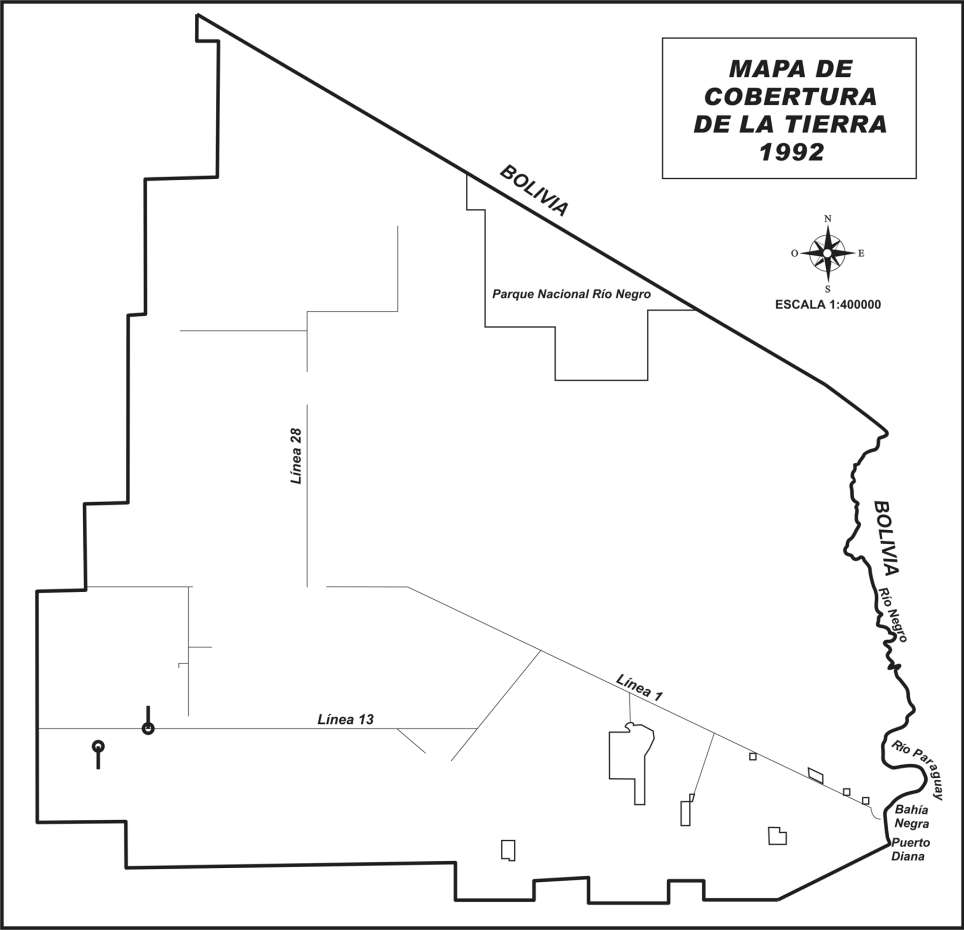 MAPA DE
COBERTURA
DE LA TIERRA
1992
BOLIVIA
N
O
E
S
ESCALA 1:400000
Parque Nacional Río Negro
Línea 28
BOLIVIA
Río Negro
Línea 1
Línea 13
Río Paraguay
Bahía
Negra
Puerto
Diana